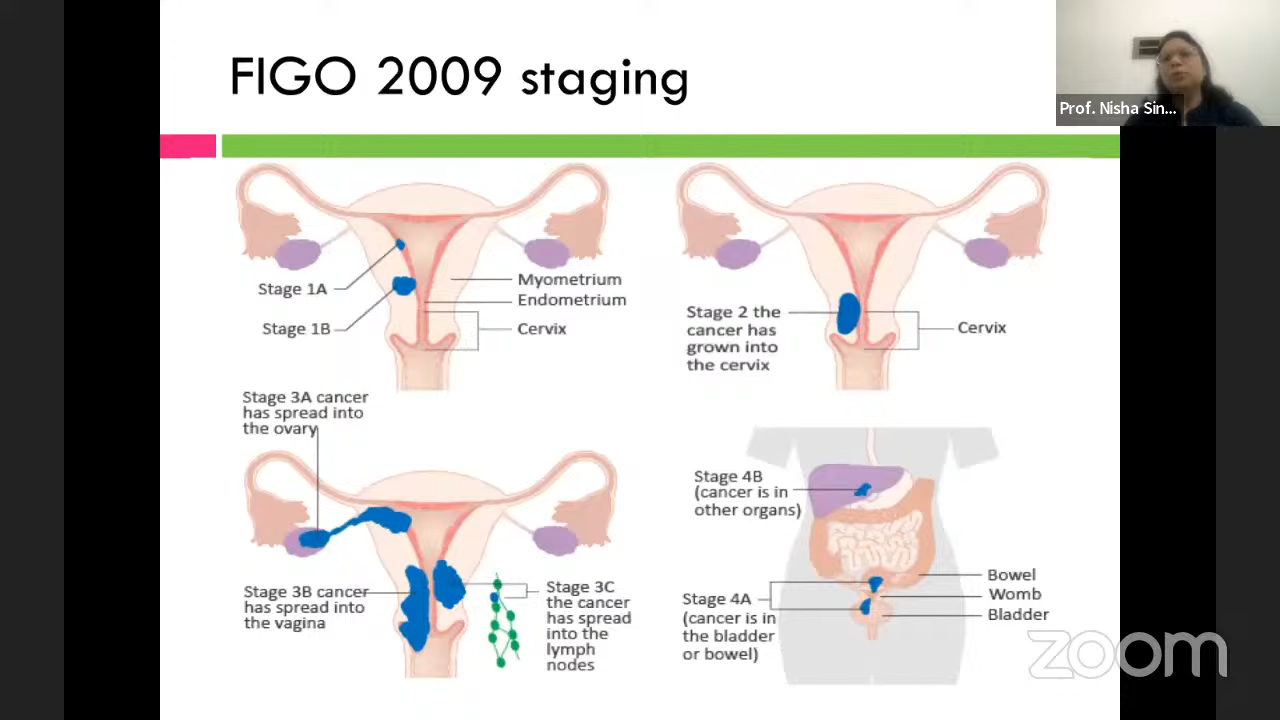 FIGO 2009 staging
Prof. Nisha Sin...
Stage 1A
Stage 1B
Myometrium
Endometrium
Cervix
Stage 2 the
cancer has
grown into
the cervix
Cervix
Stage 3A cancer
has spread into
the ovary
Stage 3B cancer
has spread into
the vagina
Stage 3C
the cancer
has spread
into the
lymph
nodes
Stage 4B
(cancer is in
other organs)
Stage 4A
(cancer is in
the bladder
or bowel)
Bowel
Womb
Bladder
zoom